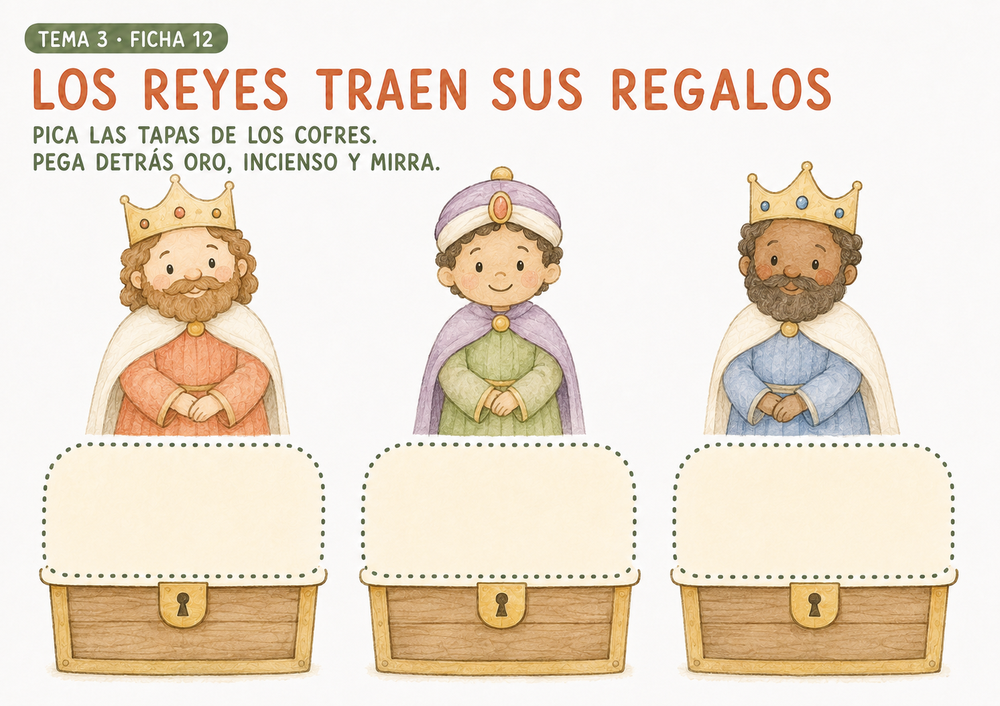 TEMA 3 • FICHA 12
LOS REYES TRAEN SUS REGALOS
PICA LAS TAPAS DE LOS COFRES.
PEGA DETRÁS ORO, INCIENSO Y MIRRA.